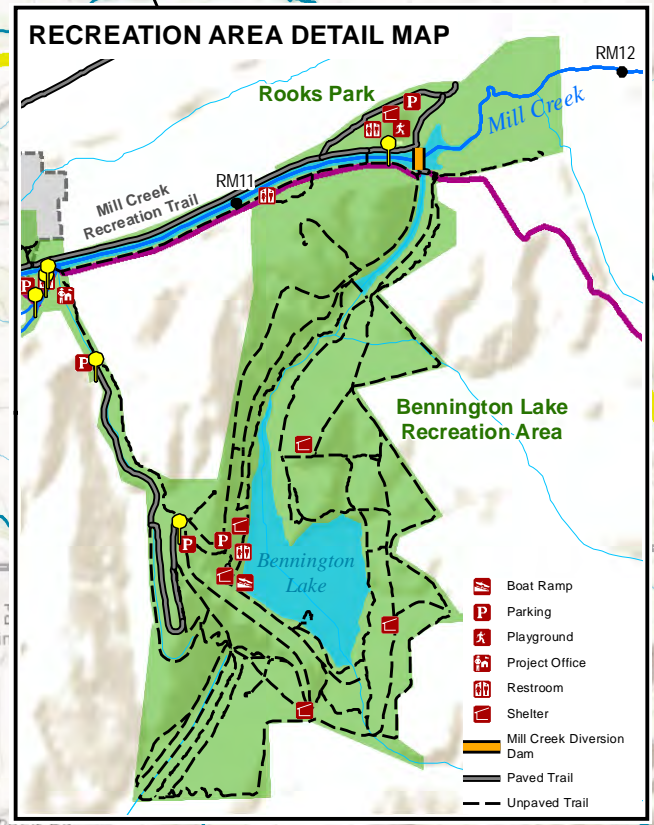 RECREATION AREA DETAIL MAP
RM12
Rooks Park
P
Mill Creek
RM11
Mill Creek
Recreation Trail
P
P
Bennington Lake
Recreation Area
P
P
Bennington
Lake
Boat Ramp
P Parking
Playground
Project Office
Restroom
Shelter
Mill Creek Diversion
Dam
Paved Trail
Unpaved Trail